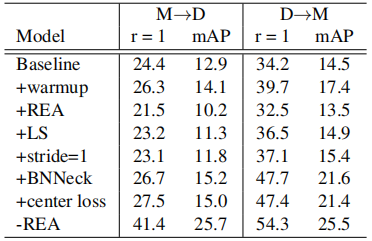 M→D D→M
Model r = 1 mAP r = 1 mAP
Baseline 24.4 12.9 34.2 14.5
+warmup 26.3 14.1 39.7 17.4
+REA 21.5 10.2 32.5 13.5
+LS 23.2 11.3 36.5 14.9
+stride=1 23.1 11.8 37.1 15.4
+BNNeck 26.7 15.2 47.7 21.6
+center loss 27.5 15.0 47.4 21.4
-REA 41.4 25.7 54.3 25.5